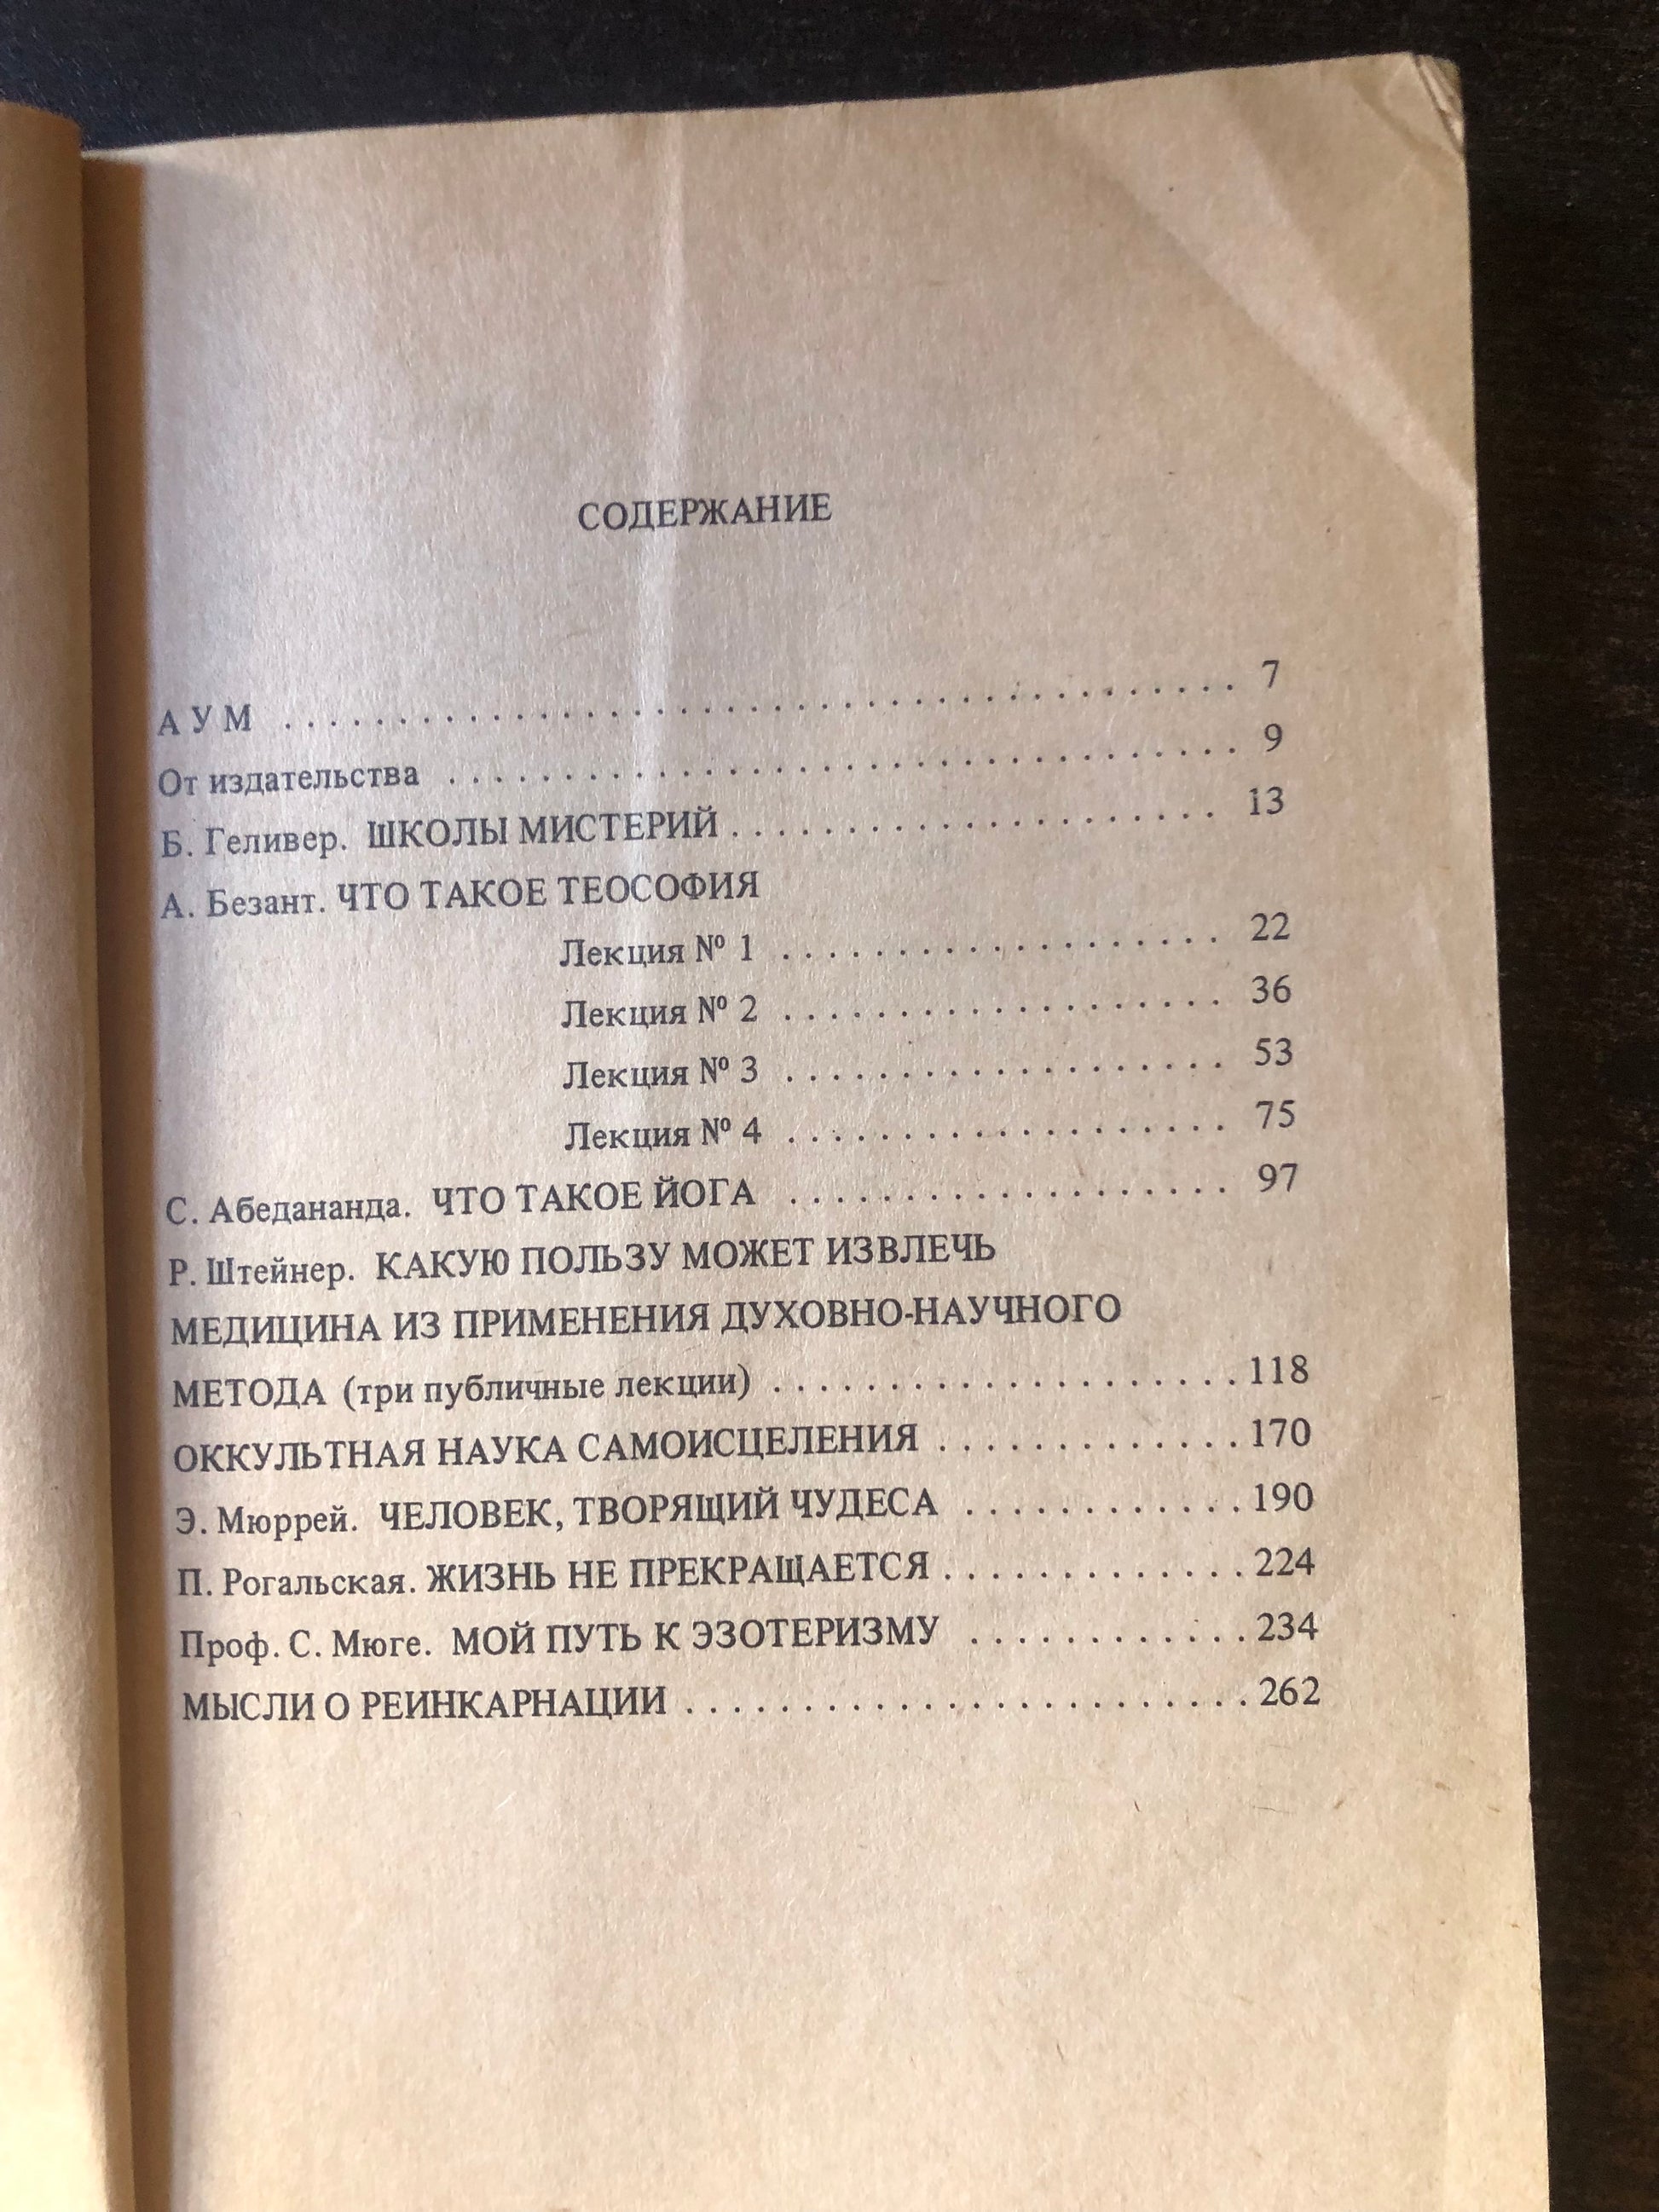 СОДЕРЖАНИЕ
А У М . . . . . . . . . . . . . . . . . . . . . . . . . . . . . . . . . 7
От издательства . . . . . . . . . . . . . . . . . . . . . . . . . . . 9
Б. Геливер. ШКОЛЫ МИСТЕРИЙ . . . . . . . . . . . . . . . . . 13
А. Безант. ЧТО ТАКОЕ ТЕОСОФИЯ
Лекция № 1 . . . . . . . . . . . . . . . . . . . 22
Лекция № 2 . . . . . . . . . . . . . . . . . . . 36
Лекция № 3 . . . . . . . . . . . . . . . . . . . 53
Лекция № 4 . . . . . . . . . . . . . . . . . . . 75
С. Абедананда. ЧТО ТАКОЕ ЙОГА . . . . . . . . . . . . . . . . . . . 97
Р. Штейнер. КАКУЮ ПОЛЬЗУ МОЖЕТ ИЗВЛЕЧЬ
МЕДИЦИНА ИЗ ПРИМЕНЕНИЯ ДУХОВНО-НАУЧНОГО
МЕТОДА (три публичные лекции) . . . . . . . . . . . . . . . . . . . . 118
ОККУЛЬТНАЯ НАУКА САМОИСЦЕЛЕНИЯ . . . . . . . . . . . . . 170
Э. Мюррей. ЧЕЛОВЕК, ТВОРЯЩИЙ ЧУДЕСА . . . . . . . . . . . . 190
П. Рогальская. ЖИЗНЬ НЕ ПРЕКРАЩАЕТСЯ . . . . . . . . . . . . . 224
Проф. С. Мюге. МОЙ ПУТЬ К ЭЗОТЕРИЗМУ . . . . . . . . . . . . 234
МЫСЛИ О РЕИНКАРНАЦИИ . . . . . . . . . . . . . . . . . . . . . . . . 262